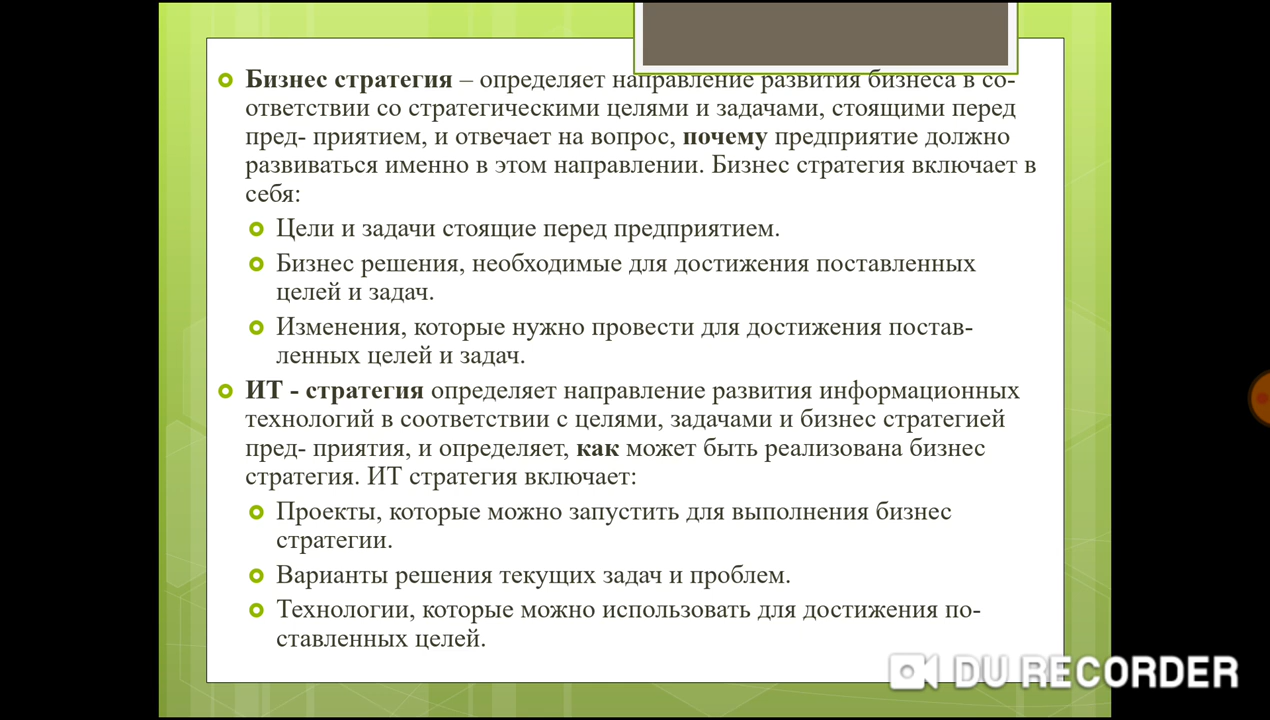 Бизнес стратегия – определяет направление развития бизнеса в со-
ответствии со стратегическими целями и задачами, стоящими перед
пред- приятием, и отвечает на вопрос, почему предприятие должно
развиваться именно в этом направлении. Бизнес стратегия включает в
себя:
Цели и задачи стоящие перед предприятием.
Бизнес решения, необходимые для достижения поставленных
целей и задач.
Изменения, которые нужно провести для достижения постав-
ленных целей и задач.
ИТ - стратегия определяет направление развития информационных
технологий в соответствии с целями, задачами и бизнес стратегией
пред- приятия, и определяет, как может быть реализована бизнес
стратегия. ИТ стратегия включает:
Проекты, которые можно запустить для выполнения бизнес
стратегии.
Варианты решения текущих задач и проблем.
Технологии, которые можно использовать для достижения по-
ставленных целей.
DU RECORDER